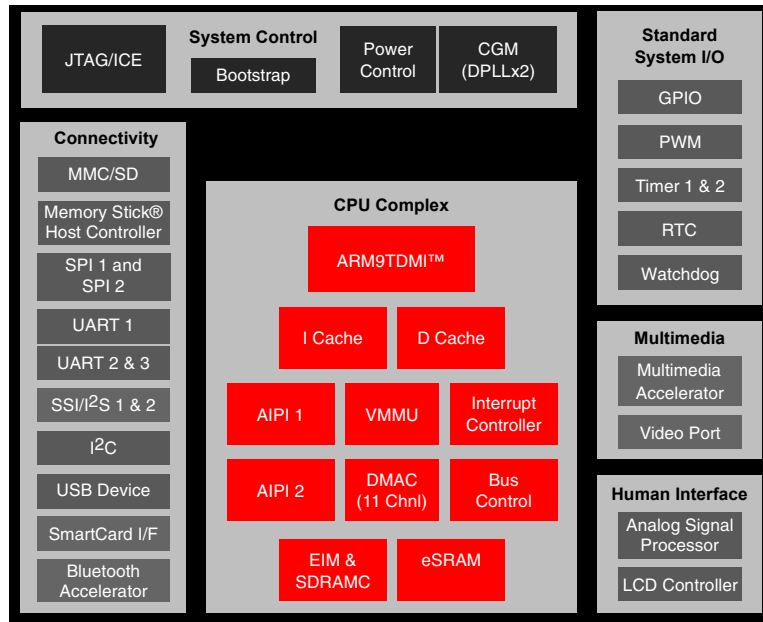 System Control
JTAG/ICE
Bootstrap
Power
Control
CGM
(DPLLx2)
Standard
System I/O
GPIO
PWM
Timer 1 & 2
RTC
Watchdog
Connectivity
MMC/SD
Memory Stick®
Host Controller
SPI 1 and
SPI 2
UART 1
UART 2 & 3
SSI/I2S 1 & 2
I2C
USB Device
SmartCard I/F
Bluetooth
Accelerator
CPU Complex
ARM9TDMI™
I Cache
D Cache
AIPI 1
VMMU
Interrupt
Controller
AIPI 2
DMAC
(11 Chnl)
Bus
Control
EIM &
SDRAMC
eSRAM
Multimedia
Multimedia
Accelerator
Video Port
Human Interface
Analog Signal
Processor
LCD Controller